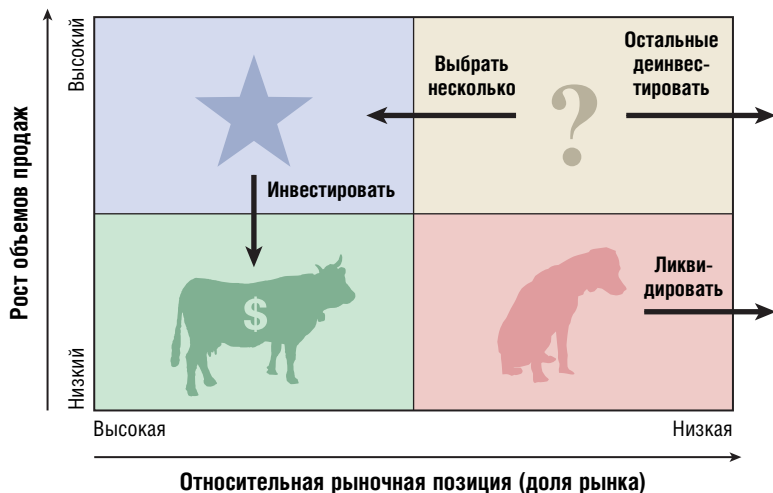 Рост объемов продаж
Высокий
Низкий
Выбрать
несколько
Остальные
деинвес-
тировать
?
Инвестировать
$
Ликви-
дировать
Высокая
Низкая
Относительная рыночная позиция (доля рынка)